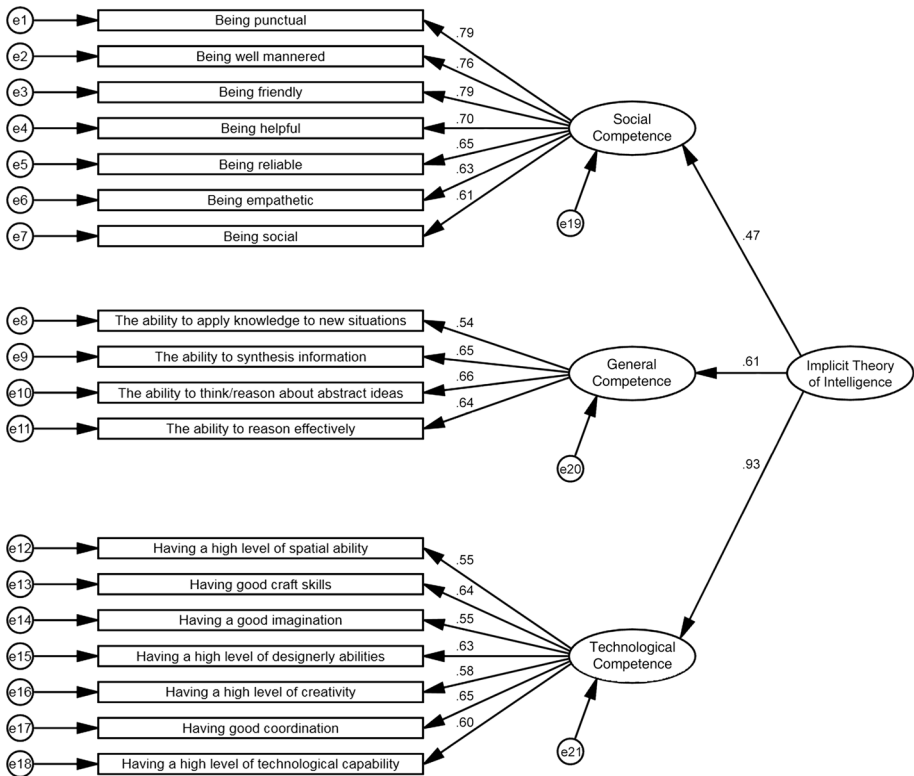 e1
Being punctual
.79
e2
Being well mannered
.76
e3
Being friendly
.79
e4
Being helpful
.70
e5
Being reliable
.65
e6
Being empathetic
.63
e7
Being social
.61
Social
Competence
e19
.47
e8
The ability to apply knowledge to new situations
.54
e9
The ability to synthesis information
.65
e10
The ability to think/reason about abstract ideas
.66
e11
The ability to reason effectively
.64
General
Competence
e20
.61
Implicit Theory
of Intelligence
.93
e12
Having a high level of spatial ability
.55
e13
Having good craft skills
.64
e14
Having a good imagination
.55
e15
Having a high level of designerly abilities
.63
e16
Having a high level of creativity
.58
e17
Having good coordination
.65
e18
Having a high level of technological capability
.60
Technological
Competence
e21